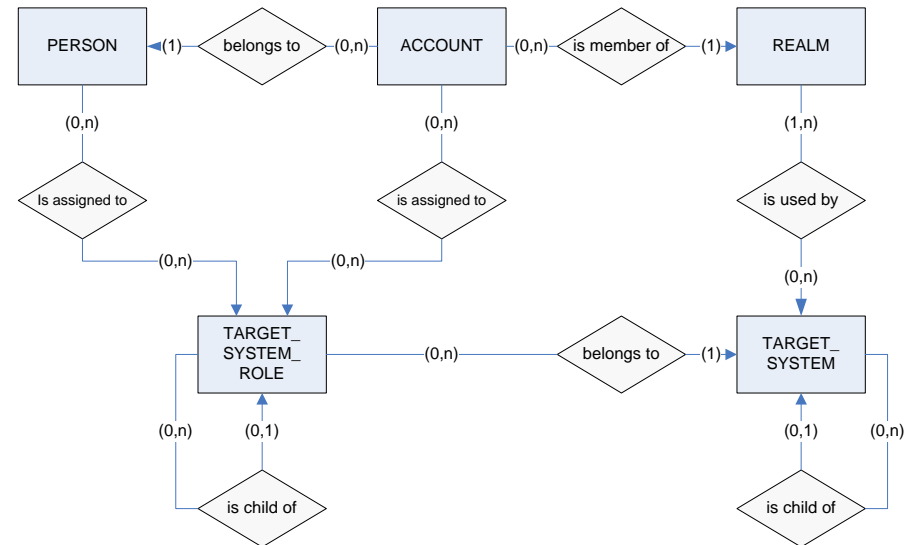 PERSON
(1)
belongs to
(0,n)
ACCOUNT
(0,n)
is member of
(1)
REALM
(0,n)
(0,n)
(1,n)
Is assigned to
is assigned to
is used by
(0,n)
(0,n)
(0,n)
TARGET_
SYSTEM_
ROLE
(0,n)
belongs to
(1)
TARGET_
SYSTEM
(0,n)
(0,1)
(0,1)
(0,n)
is child of
is child of